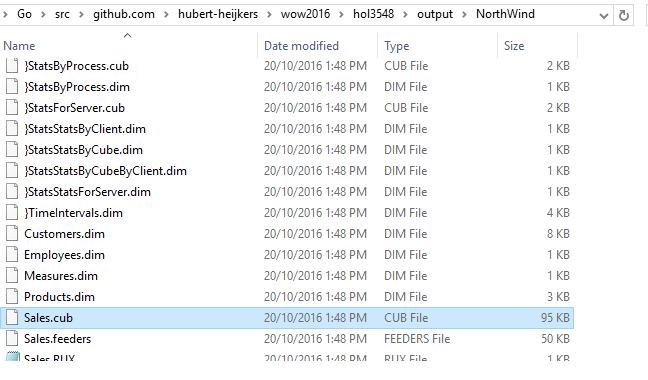 Go > src > github.com > hubert-heijkers > wow2016 > hol3548 > output > NorthWind
Name Date modified Type Size
}StatsByProcess.cub 20/10/2016 1:48 PM CUB File 2 KB
}StatsByProcess.dim 20/10/2016 1:48 PM DIM File 1 KB
}StatsForServer.cub 20/10/2016 1:48 PM CUB File 2 KB
}StatsStatsByClient.dim 20/10/2016 1:48 PM DIM File 1 KB
}StatsStatsByCube.dim 20/10/2016 1:48 PM DIM File 1 KB
}StatsStatsByCubeByClient.dim 20/10/2016 1:48 PM DIM File 1 KB
}StatsStatsForServer.dim 20/10/2016 1:48 PM DIM File 1 KB
}TimeIntervals.dim 20/10/2016 1:48 PM DIM File 4 KB
Customers.dim 20/10/2016 1:48 PM DIM File 8 KB
Employees.dim 20/10/2016 1:48 PM DIM File 1 KB
Measures.dim 20/10/2016 1:48 PM DIM File 1 KB
Products.dim 20/10/2016 1:48 PM DIM File 3 KB
Sales.cub 20/10/2016 1:48 PM CUB File 95 KB
Sales.feeders 20/10/2016 1:48 PM FEEDERS File 50 KB
Sales.RUX 20/10/2016 1:48 PM RUX File 1 KB